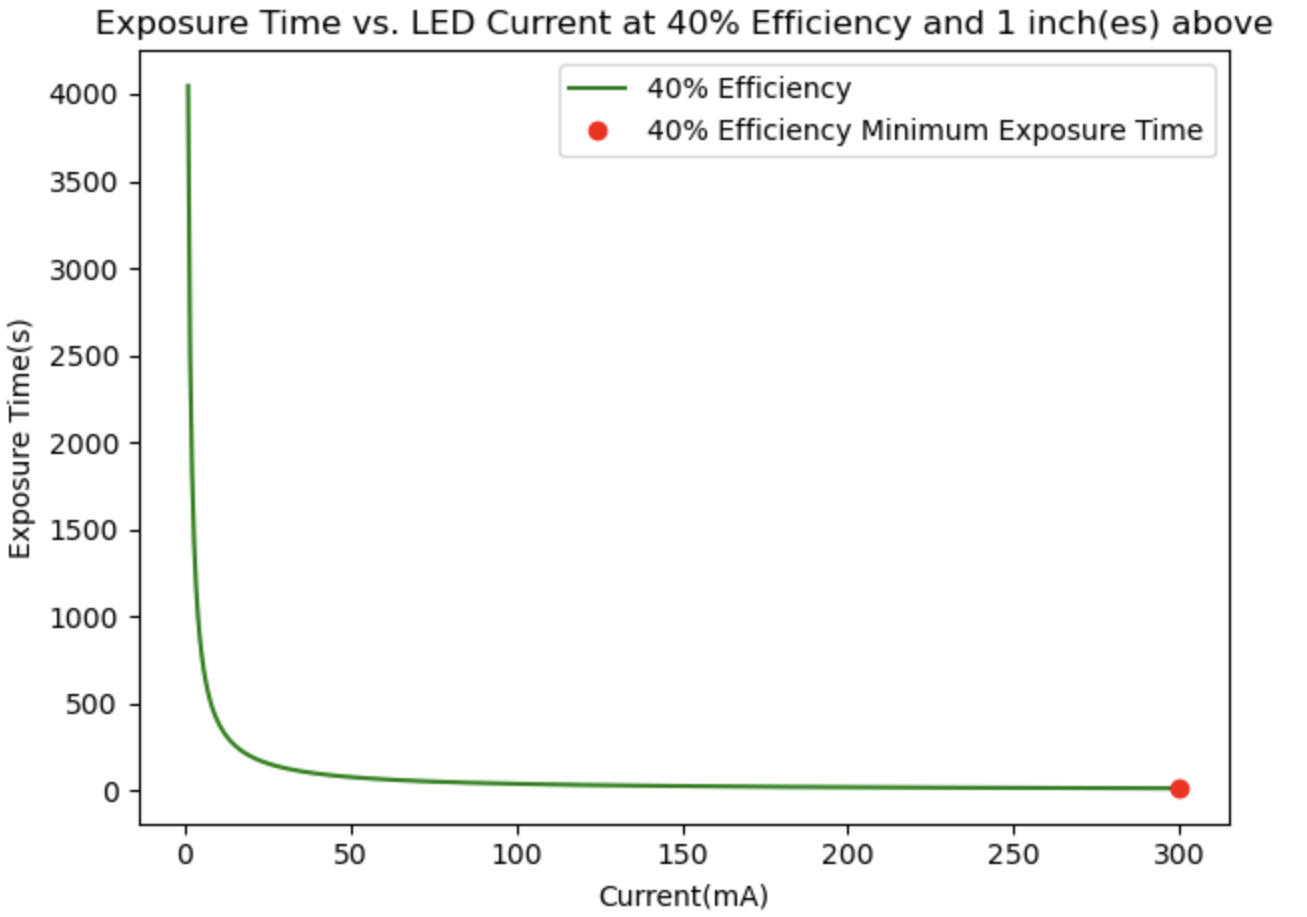 Exposure Time vs. LED Current at 40% Efficiency and 1 inch(es) above
40% Efficiency
40% Efficiency Minimum Exposure Time
4000
3500
3000
2500
2000
1500
1000
500
0
Exposure Time(s)
0 50 100 150 200 250 300
Current(mA)